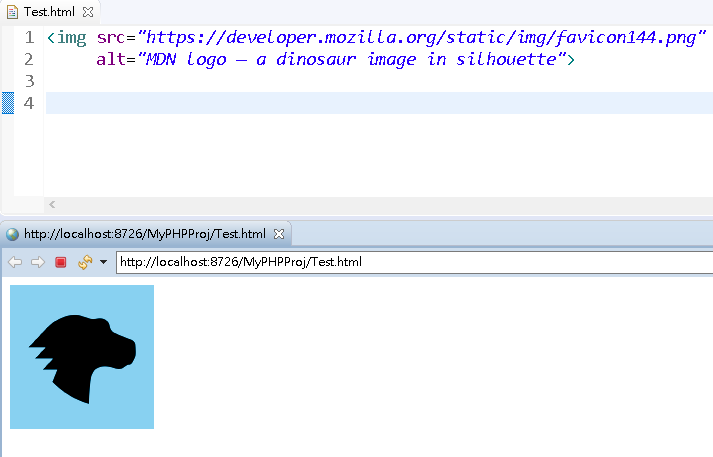 Test.html
1 <img src="https://developer.mozilla.org/static/img/favicon144.png"
2 alt="MDN logo — a dinosaur image in silhouette">
3
4
http://localhost:8726/MyPHPProj/Test.html
http://localhost:8726/MyPHPProj/Test.html